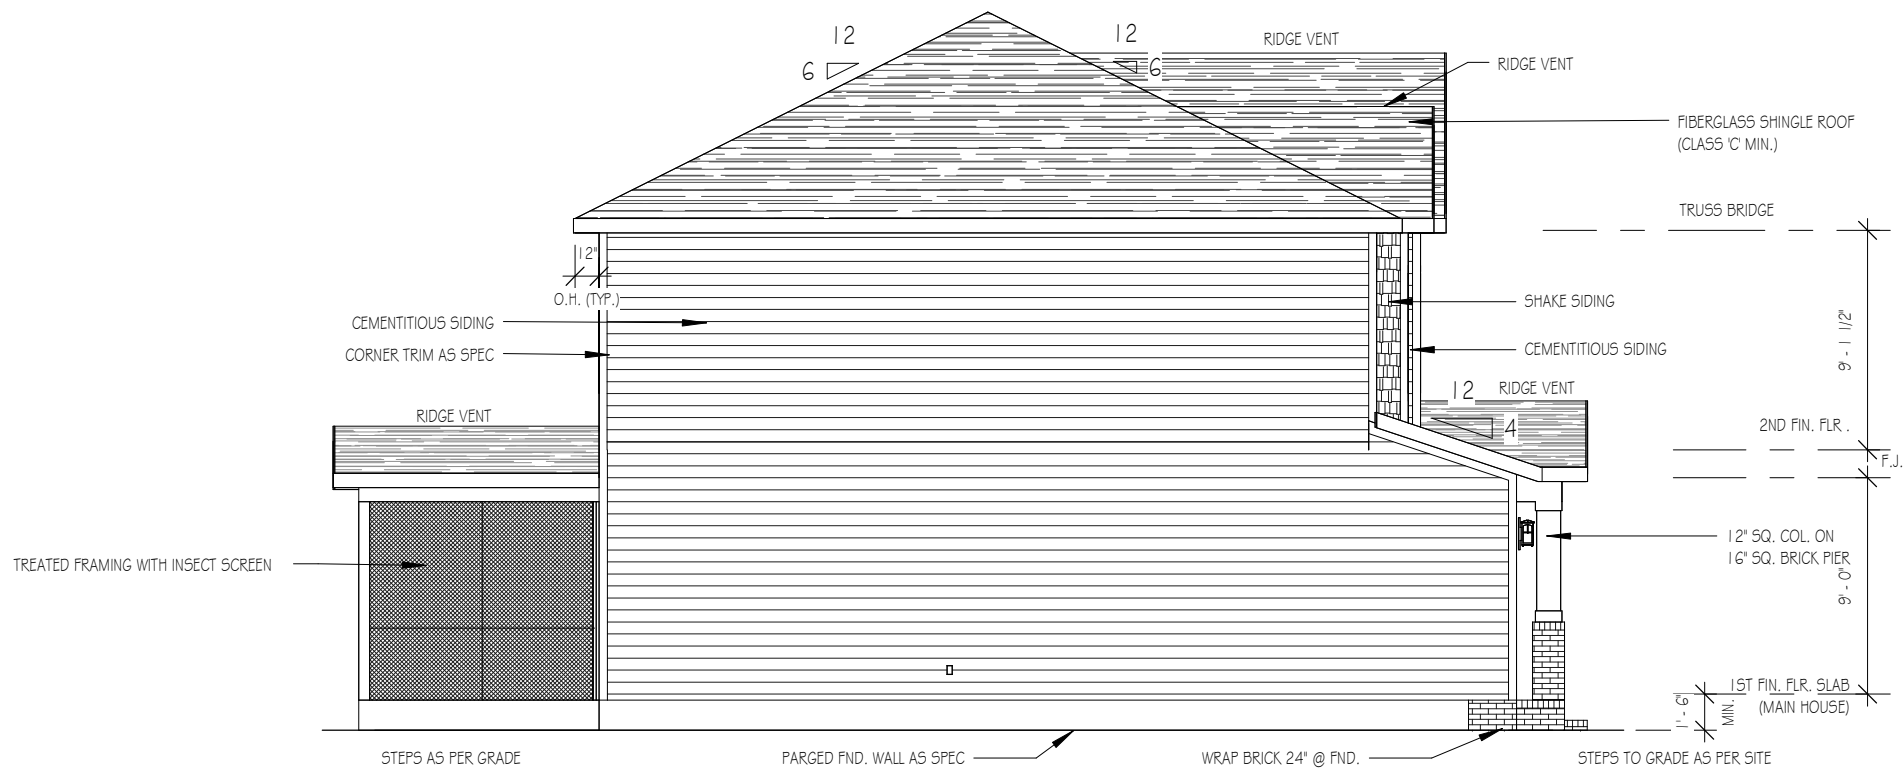 12
6
12
6
RIDGE VENT
RIDGE VENT
FIBERGLASS SHINGLE ROOF
(CLASS 'C' MIN.)
TRUSS BRIDGE
12"
O.H. (TYP.)
CEMENTITIOUS SIDING
CORNER TRIM AS SPEC
SHAKE SIDING
CEMENTITIOUS SIDING
9' - 1 1/2"
RIDGE VENT
12
4
RIDGE VENT
2ND FIN. FLR .
F.J.
TREATED FRAMING WITH INSECT SCREEN
12" SQ. COL. ON
16" SQ. BRICK PIER
9' - 0"
1ST FIN. FLR. SLAB
(MAIN HOUSE)
1' - 6"
MIN.
STEPS AS PER GRADE
PARGED FND. WALL AS SPEC
WRAP BRICK 24" @ FND.
STEPS TO GRADE AS PER SITE